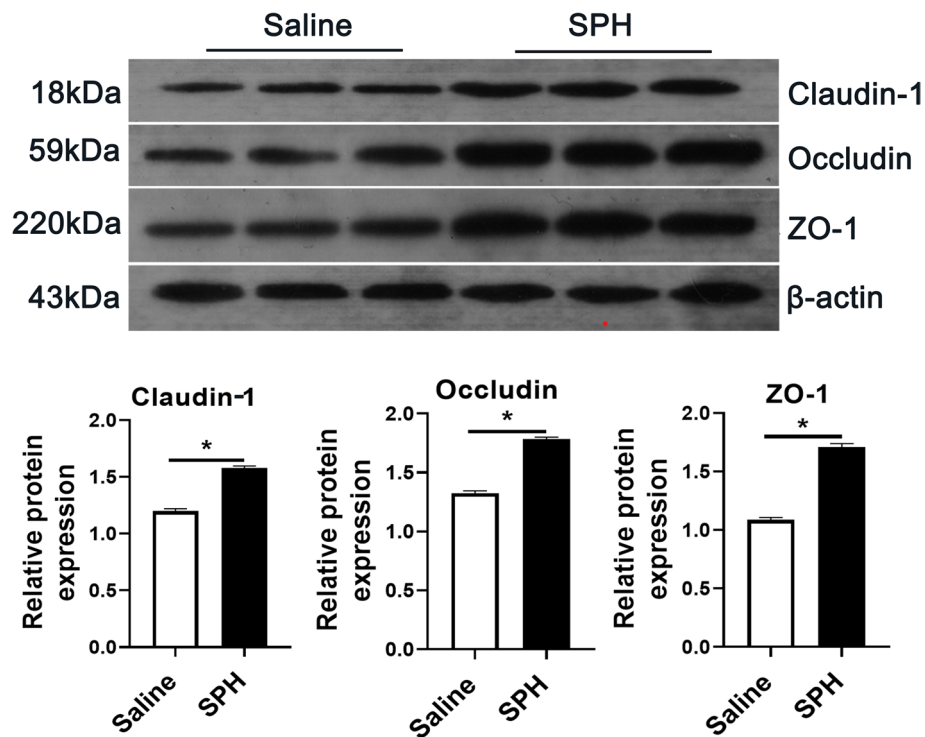 Saline SPH
18kDa Claudin-1
59kDa Occludin
220kDa ZO-1
43kDa β-actin
Claudin-1
2.0
1.5
1.0
0.5
0.0
Relative protein
expression
*
Saline SPH
Occludin
2.0
1.5
1.0
0.5
0.0
Relative protein
expression
*
Saline SPH
ZO-1
2.0
1.5
1.0
0.5
0.0
Relative protein
expression
*
Saline SPH